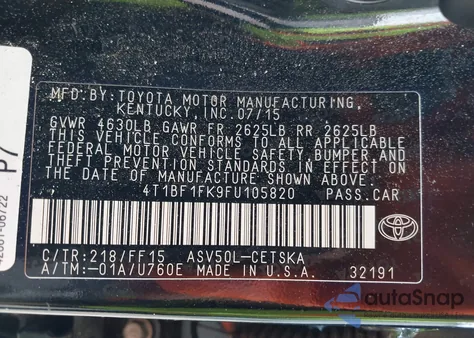 MFD.BY:TOYOTA MOTOR MANUFACTURING,
KENTUCKY, INC.07/15
GVWR 4630LB GAWR FR 2625LB RR 2625LB
THIS VEHICLE CONFORMS TO ALL APPLICABLE
FEDERAL MOTOR VEHICLE SAFETY,BUMPER,AND
THEFT PREVENTION STANDARDS IN EFFECT ON
THE DATE OF MANUFACTURE SHOWN ABOVE.
4T1BF1FK9FU105820 PASS.CAR
C/TR:218/FF15 ASV50L-CETSKA
A/TM:-01A/U760E MADE IN U.S.A. 32191
TOYOTA
P7
autoSnap